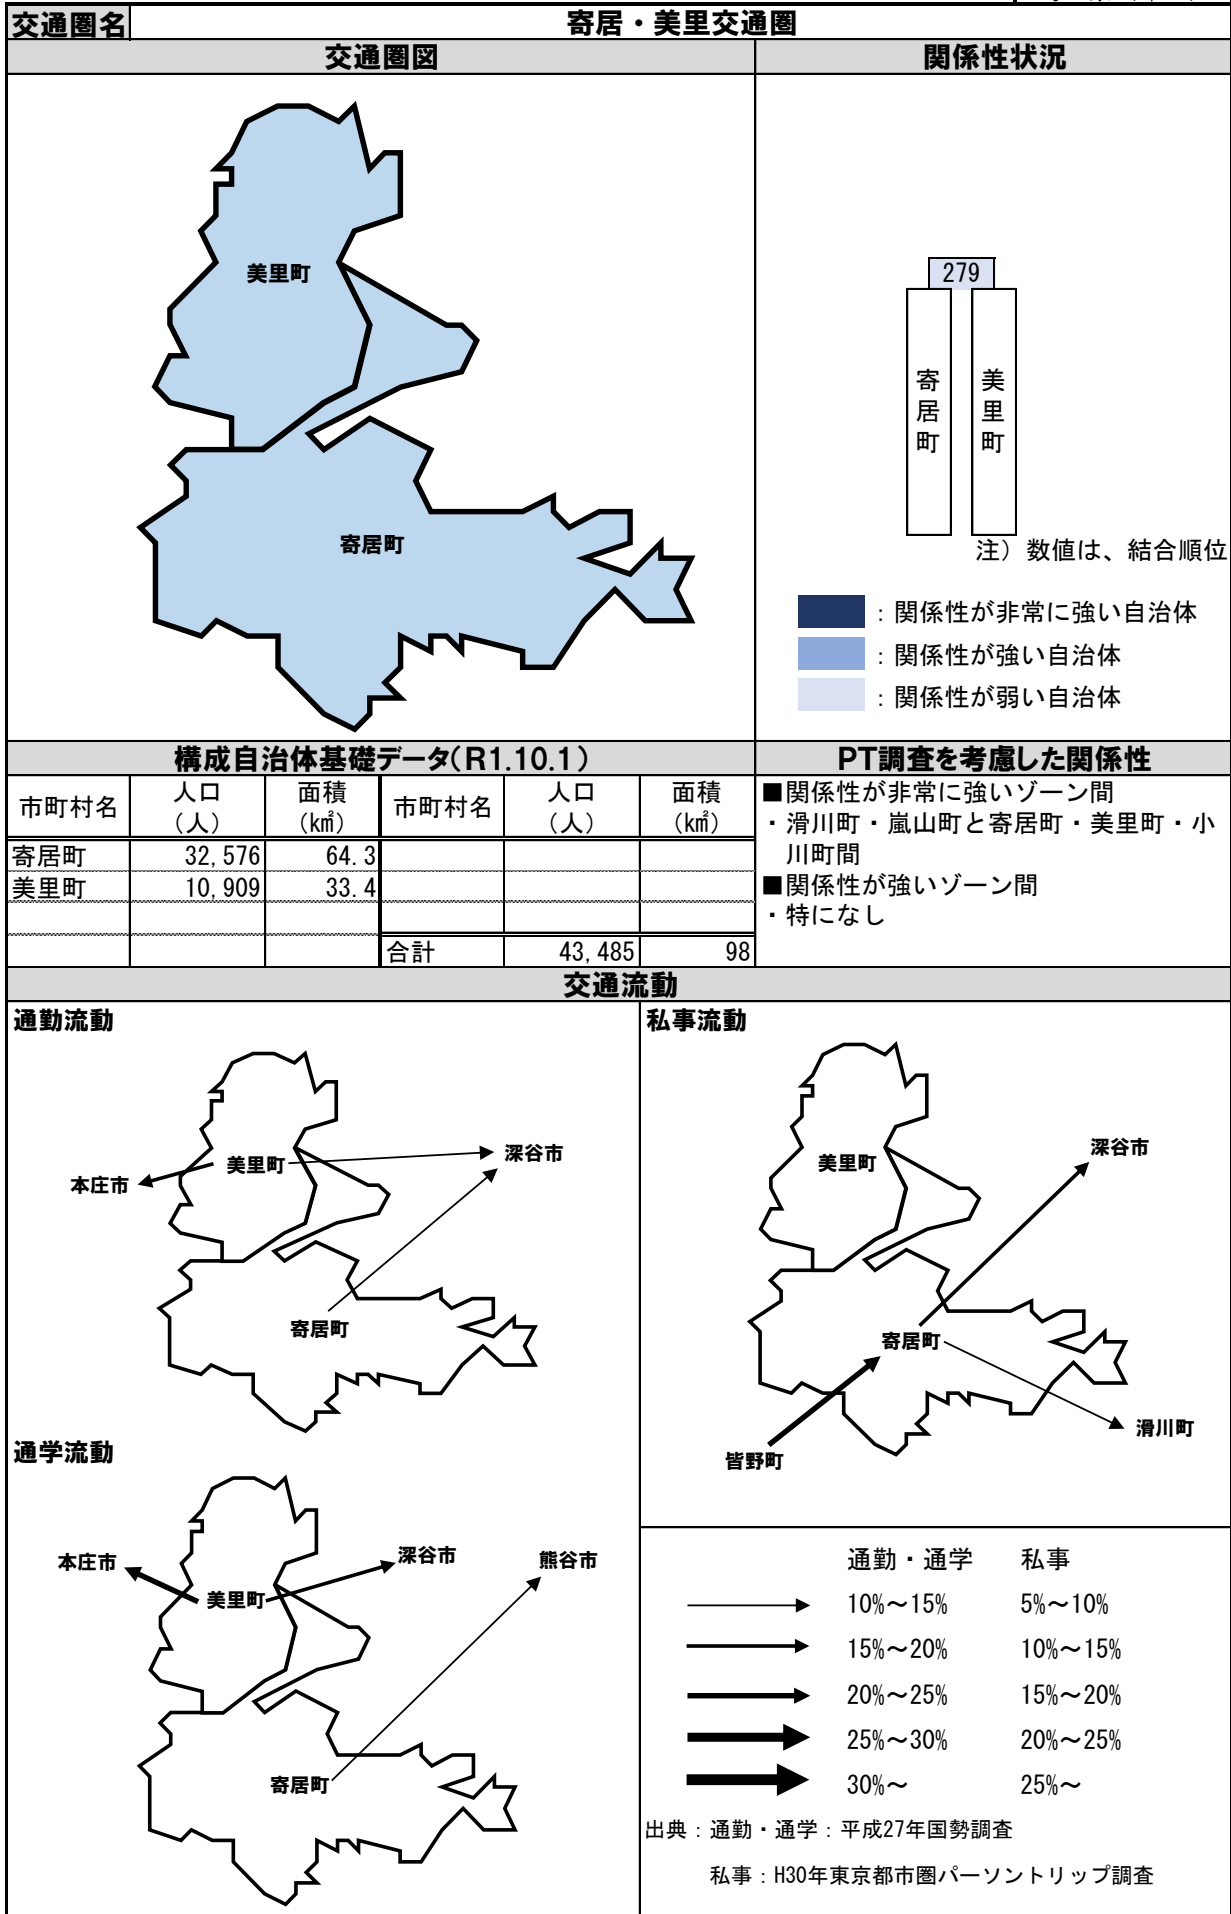 交通圏名
寄居・美里交通圏
交通圏図
関係性状況
美里町
寄居町
279
寄居町
美里町
注）数値は、結合順位
：関係性が非常に強い自治体
：関係性が強い自治体
：関係性が弱い自治体
構成自治体基礎データ(R1.10.1)
市町村名 人口（人） 面積（k㎡） 市町村名 人口（人） 面積（k㎡）
寄居町 32,576 64.3
美里町 10,909 33.4
合計 43,485 98
PT調査を考慮した関係性
■関係性が非常に強いゾーン間
・滑川町・嵐山町と寄居町・美里町・小
川町間
■関係性が強いゾーン間
・特になし
交通流動
通勤流動
美里町
深谷市
本庄市
寄居町
通学流動
本庄市
深谷市
熊谷市
美里町
寄居町
私事流動
深谷市
美里町
寄居町
滑川町
皆野町
通勤・通学 私事
10%～15% 5%～10%
15%～20% 10%～15%
20%～25% 15%～20%
25%～30% 20%～25%
30%～ 25%～
出典：通勤・通学：平成27年国勢調査
私事：H30年東京都市圏パーソントリップ調査